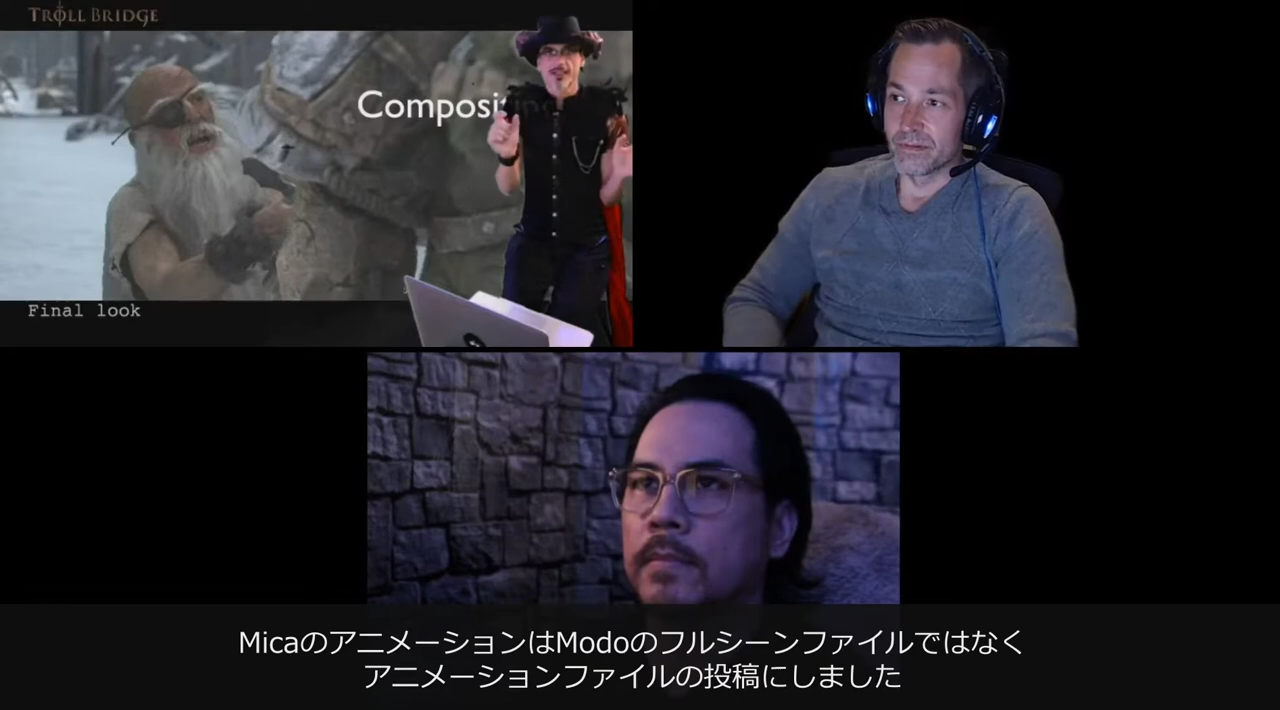 TROLL BRIDGE
Compositing
Final look
MicaのアニメーションはModoのフルシーンファイルではなく
アニメーションファイルの投稿にしました